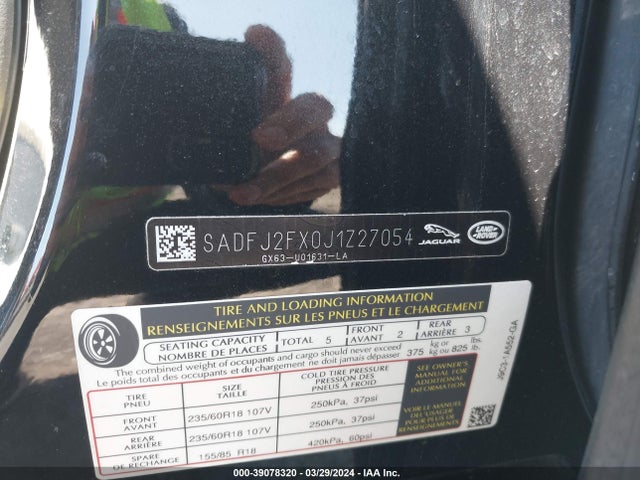 SADFJ2FX0J1Z27054
GX63-U01631-LA
JAGUAR
LAND ROVER
TIRE AND LOADING INFORMATION
RENSEIGNEMENTS SUR LES PNEUS ET LE CHARGEMENT
SEATING CAPACITY
NOMBRE DE PLACES
TOTAL 5
FRONT
AVANT 2
REAR
ARRIÈRE 3
The combined weight of occupants and cargo should never exceed
Le poids total des occupants et du chargement ne doit jamais dépasser
375 kg or 825 lbs.
kg ou lb.
TIRE
PNEU
SIZE
TAILLE
COLD TIRE PRESSURE
PRESSION DES PNEUS À FROID
FRONT
AVANT
235/60R18 107V
250kPa, 37psi
REAR
ARRIÈRE
235/60R18 107V
250kPa, 37psi
SPARE
DE RECHANGE
155/85 R18
420kPa, 60psi
SEE OWNER'S
MANUAL FOR
ADDITIONAL
INFORMATION
VOIR LE MANUEL
DE L'USAGER
POUR PLUS DE
RENSEIGNEMENTS
J9C3-1A552-GA
000-39078320 - 03/29/2024 - IAA Inc.